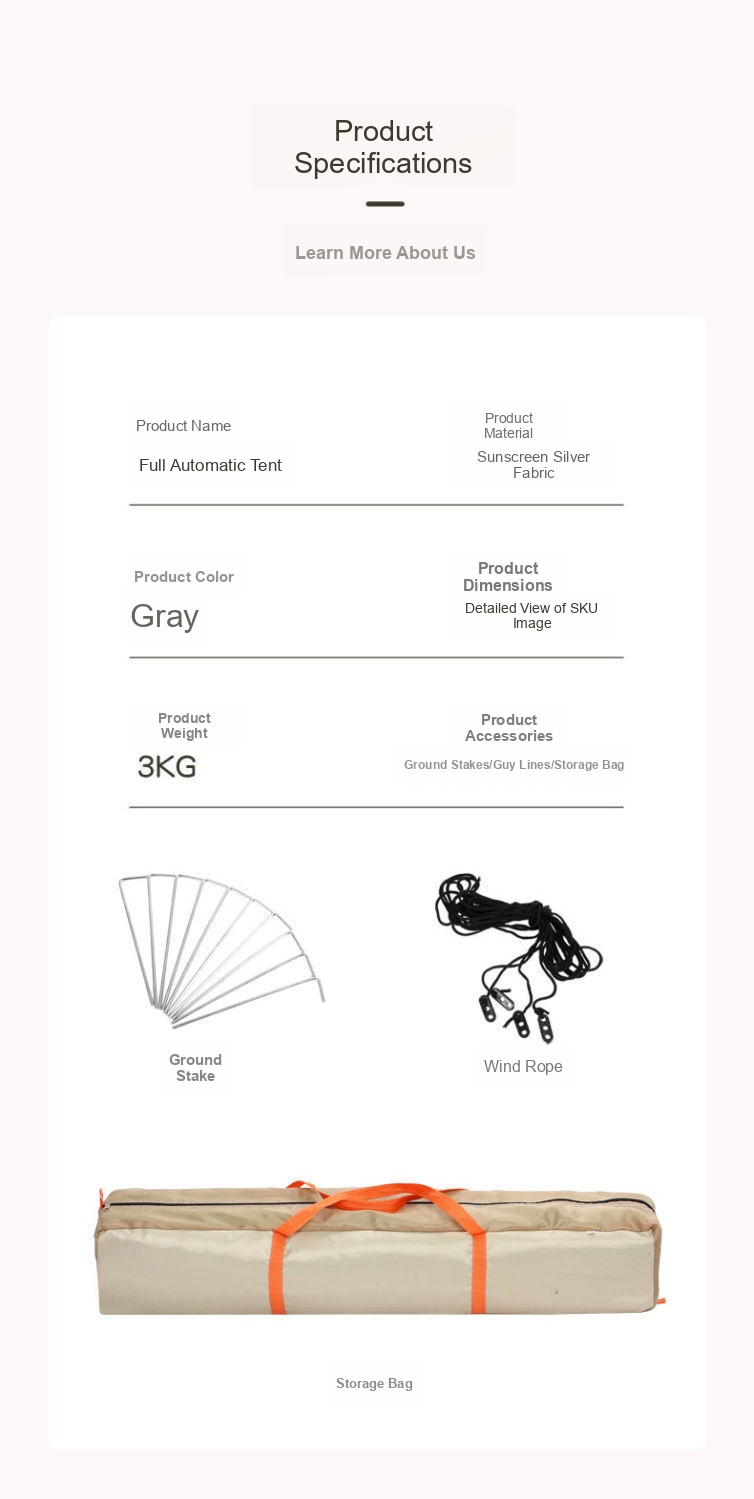 Product
Specifications
Learn More About Us
Product Name
Full Automatic Tent
Product
Material
Sunscreen Silver
Fabric
Product Color
Gray
Product
Dimensions
Detailed View of SKU
Image
Product
Weight
3KG
Product
Accessories
Ground Stakes/Guy Lines/Storage Bag
Ground
Stake
Wind Rope
Storage Bag